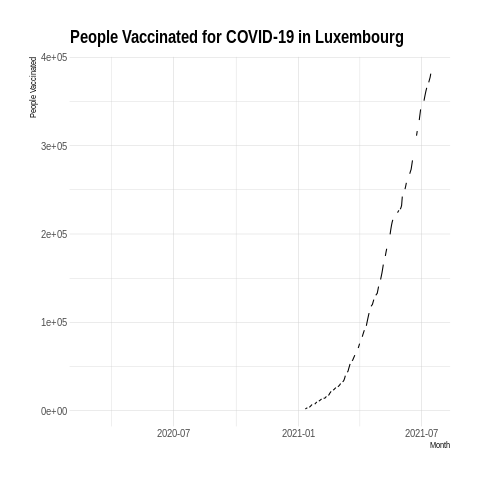 People Vaccinated for COVID-19 in Luxembourg
People Vaccinated
4e+05
3e+05
2e+05
1e+05
0e+00
2020-07
2021-01
2021-07
Month